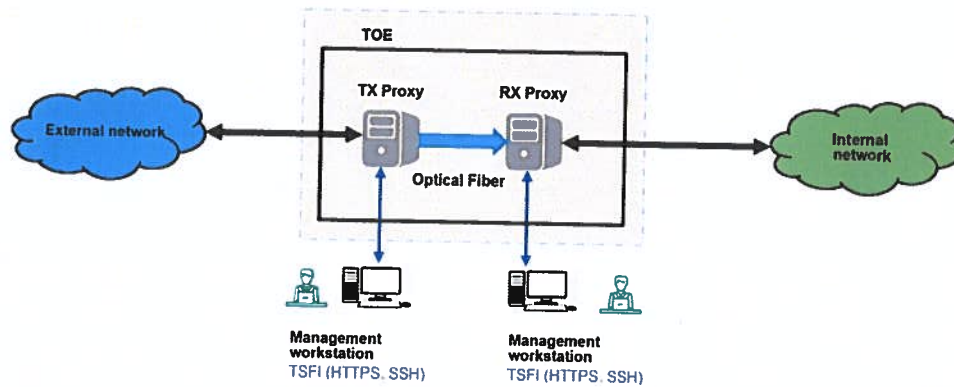 TOE
TX Proxy
RX Proxy
External network
Internal
network
Optical Fiber
Management
workstation
TSFI (HTTPS. SSH)
Management
workstation
TSFI (HTTPS. SSH)